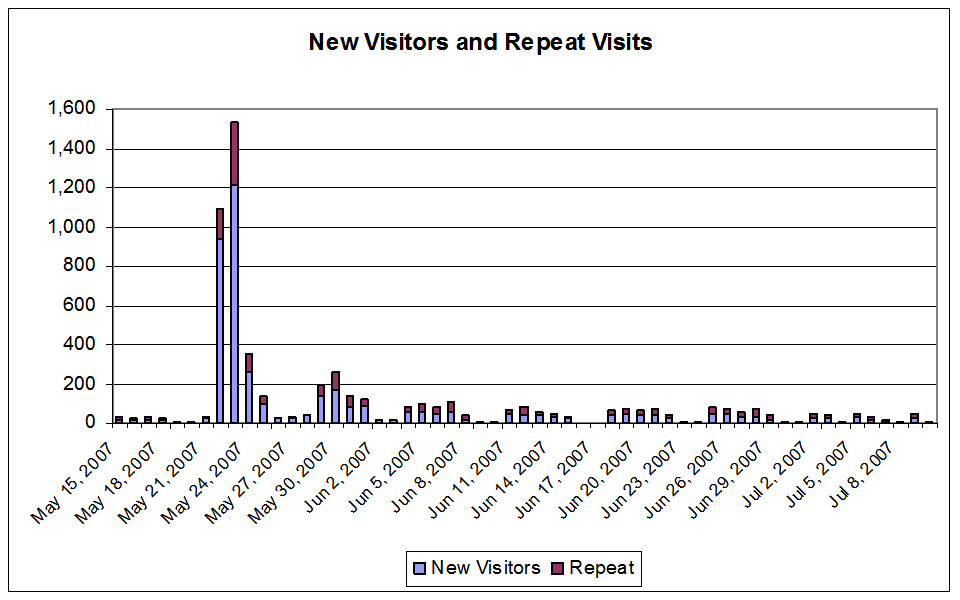 New Visitors and Repeat Visits
1,600
1,400
1,200
1,000
800
600
400
200
0
May 15, 2007
May 18, 2007
May 21, 2007
May 24, 2007
May 27, 2007
May 30, 2007
Jun 2, 2007
Jun 5, 2007
Jun 8, 2007
Jun 11, 2007
Jun 14, 2007
Jun 17, 2007
Jun 20, 2007
Jun 23, 2007
Jun 26, 2007
Jun 29, 2007
Jul 2, 2007
Jul 5, 2007
Jul 8, 2007
New Visitors Repeat